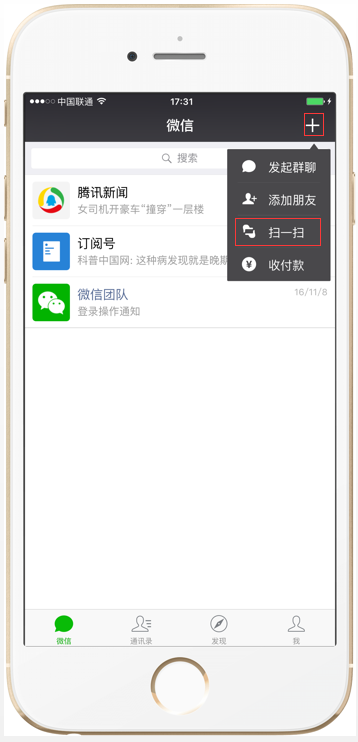 中国联通
17:31
微信
搜索
发起群聊
添加朋友
扫一扫
收付款
腾讯新闻
女司机开豪车“撞穿”一层楼
订阅号
科普中国网: 这种病发现就是晚期
微信团队
16/11/8
登录操作通知
微信
通讯录
发现
我